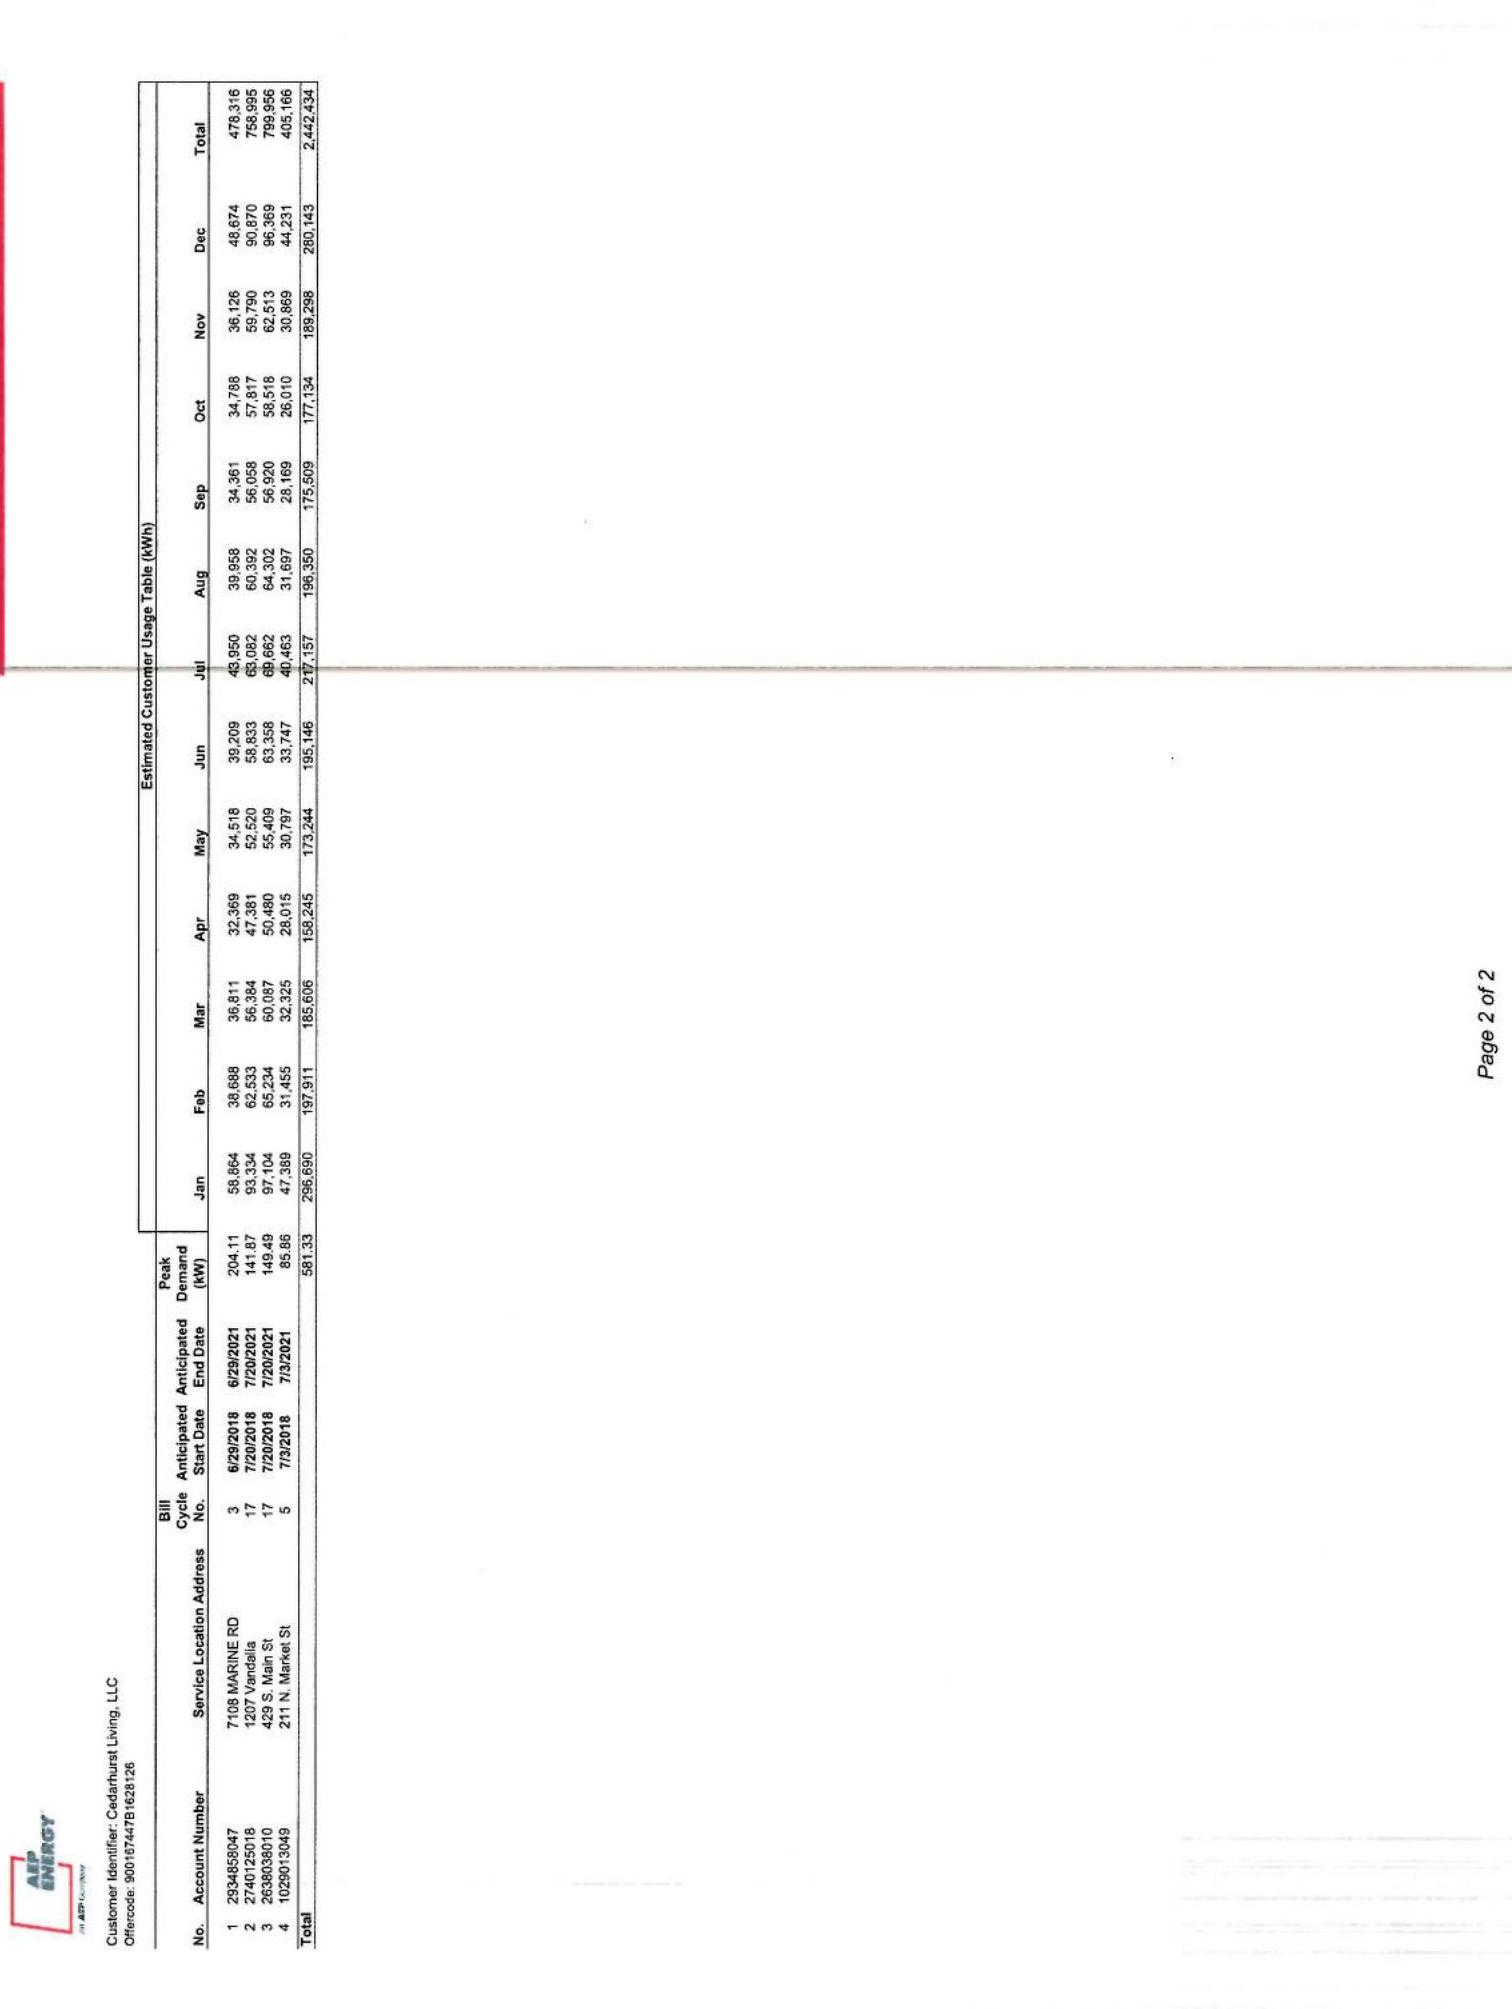 AEP
ENERGY
An AEP Company
Customer Identifier: Cedarhurst Living, LLC
Offercode: 900167447B1628126
Estimated Customer Usage Table (kWh)
Bill Peak
Cycle Anticipated Anticipated Demand
No. Account Number Service Location Address No. Start Date End Date (kW) Jan Feb Mar Apr May Jun Jul Aug Sep Oct Nov Dec Total
1 2934858047 7108 MARINE RD 3 6/29/2018 6/29/2021 204.11 58,864 38,688 36,811 32,369 34,518 39,209 43,950 39,958 34,361 34,788 36,126 48,674 478,316
2 2740125018 1207 Vandalia 17 7/20/2018 7/20/2021 141.87 93,334 62,533 56,384 47,381 52,520 58,833 63,082 60,392 56,058 57,817 59,790 90,870 758,995
3 2638038010 429 S. Main St 17 7/20/2018 7/20/2021 149.49 97,104 65,234 60,087 50,480 55,409 63,358 69,662 64,302 56,920 58,518 62,513 96,369 799,956
4 1029013049 211 N. Market St 5 7/3/2018 7/3/2021 85.86 47,389 31,455 32,325 28,015 30,797 33,747 40,463 31,697 28,169 26,010 30,869 44,231 405,166
Total 581.33 296,690 197,911 185,606 158,245 173,244 195,146 217,157 196,350 175,509 177,134 189,298 280,143 2,442,434
Page 2 of 2